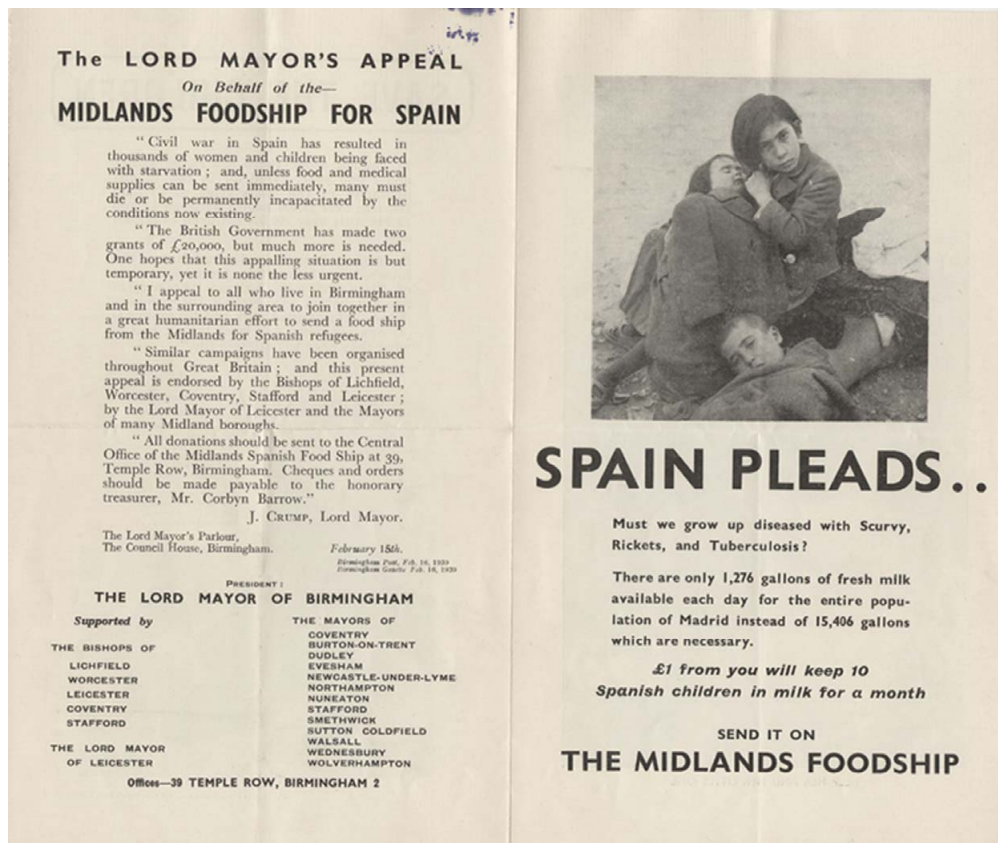 The LORD MAYOR'S APPEAL
On Behalf of the—
MIDLANDS FOODSHIP FOR SPAIN
" Civil war in Spain has resulted in
thousands of women and children being faced
with starvation ; and, unless food and medical
supplies can be sent immediately, many must
die or be permanently incapacitated by the
conditions now existing.
" The British Government has made two
grants of £20,000, but much more is needed.
One hopes that this appalling situation is but
temporary, yet it is none the less urgent.
" I appeal to all who live in Birmingham
and in the surrounding area to join together in
a great humanitarian effort to send a food ship
from the Midlands for Spanish refugees.
" Similar campaigns have been organised
throughout Great Britain ; and this present
appeal is endorsed by the Bishops of Lichfield,
Worcester, Coventry, Stafford and Leicester ;
by the Lord Mayor of Leicester and the Mayors
of many Midland boroughs.
" All donations should be sent to the Central
Office of the Midlands Spanish Food Ship at 39,
Temple Row, Birmingham. Cheques and orders
should be made payable to the honorary
treasurer, Mr. Corbyn Barrow."
J. CRUMP, Lord Mayor.
The Lord Mayor's Parlour,
The Council House, Birmingham.
February 15th.
Birmingham Post, Feb. 16, 1939
Birmingham Gazette Feb. 16, 1939
PRESIDENT :
THE LORD MAYOR OF BIRMINGHAM
Supported by
THE BISHOPS OF
LICHFIELD
WORCESTER
LEICESTER
COVENTRY
STAFFORD
THE LORD MAYOR
OF LEICESTER
THE MAYORS OF
COVENTRY
BURTON-ON-TRENT
DUDLEY
EVESHAM
NEWCASTLE-UNDER-LYME
NORTHAMPTON
NUNEATON
STAFFORD
SMETHWICK
SUTTON COLDFIELD
WALSALL
WEDNESBURY
WOLVERHAMPTON
Offices—39 TEMPLE ROW, BIRMINGHAM 2
SPAIN PLEADS..
Must we grow up diseased with Scurvy,
Rickets, and Tuberculosis?
There are only 1,276 gallons of fresh milk
available each day for the entire popu-
lation of Madrid instead of 15,406 gallons
which are necessary.
£1 from you will keep 10
Spanish children in milk for a month
SEND IT ON
THE MIDLANDS FOODSHIP